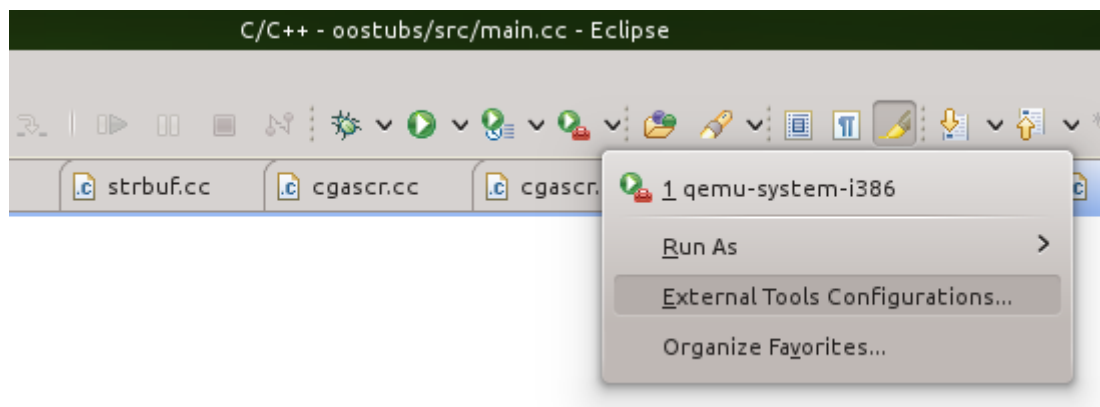 C/C++ - oostubs/src/main.cc - Eclipse
.c strbuf.cc
.c cgascr.cc
.c cgascr.
c
1 qemu-system-i386
Run As
External Tools Configurations...
Organize Favorites...